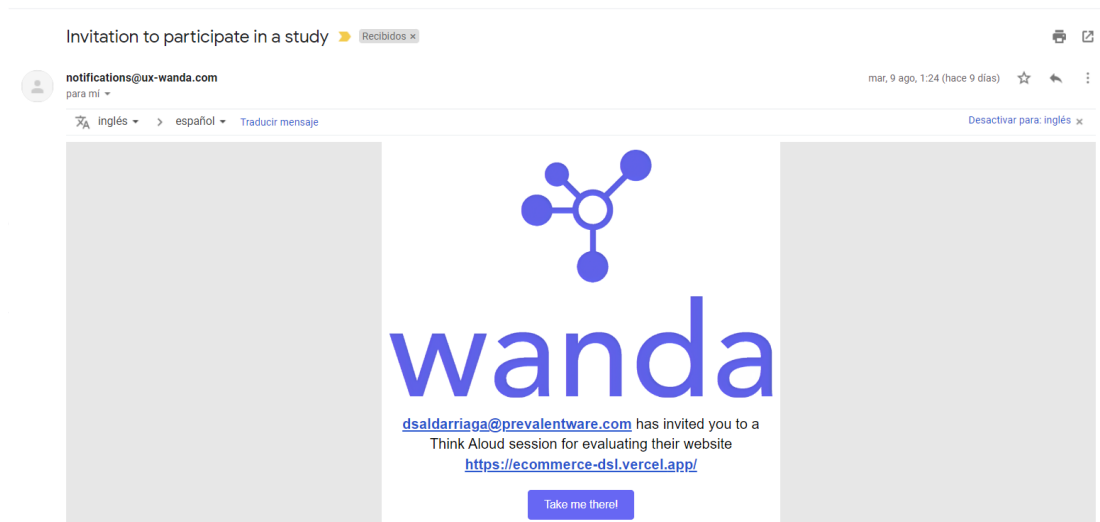 Invitation to participate in a study Recibidos ×
notifications@ux-wanda.com mar, 9 ago, 1:24 (hace 9 días)
para mí
inglés > español Traducir mensaje Desactivar para: inglés ×
wanda
dsaldarriaga@prevalentware.com has invited you to a
Think Aloud session for evaluating their website
https://ecommerce-dsl.vercel.app/
Take me there!